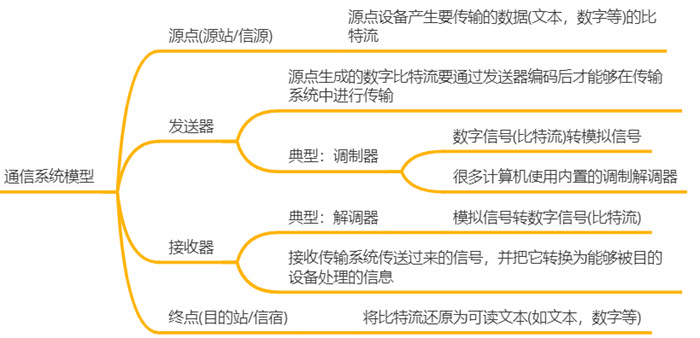 通信系统模型
源点(源站/信源)
源点设备产生要传输的数据(文本，数字等)的比
特流
发送器
源点生成的数字比特流要通过发送器编码后才能够在传输
系统中进行传输
典型：调制器
数字信号(比特流)转模拟信号
很多计算机使用内置的调制解调器
接收器
典型：解调器
模拟信号转数字信号(比特流)
接收传输系统传送过来的信号，并把它转换为能够被目的
设备处理的信息
终点(目的站/信宿)
将比特流还原为可读文本(如文本，数字等)